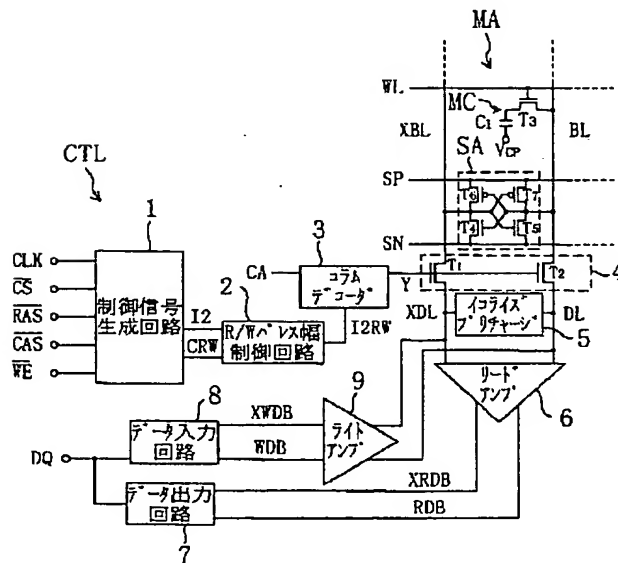 MA
WL
MC
C1
T3
XBL
BL
VCP
SA
CTL
SP
T6
T7
T4
T5
SN
1
3
CLK
CS
RAS
CAS
WE
制御信号
生成回路
2
CA
コラム
デコーダ
Y
T1
T2
4
I2
CRW
R/Wパルス幅
制御回路
I2RW
XDL
イコライズ
プリチャージ
DL
5
8
9
リード
アンプ
6
XWDB
データ入力
回路
WDB
ライト
アンプ
DQ
データ出力
回路
XRDB
RDB
7